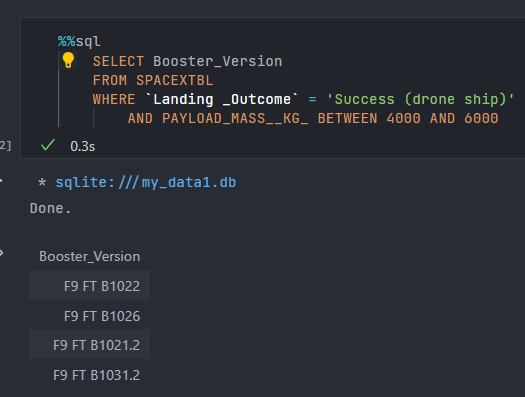 %%sql
SELECT Booster_Version
FROM SPACEXTBL
WHERE `Landing _Outcome` = 'Success (drone ship)'
AND PAYLOAD_MASS__KG_ BETWEEN 4000 AND 6000
2]
0.3s
* sqlite:///my_data1.db
Done.
Booster_Version
F9 FT B1022
F9 FT B1026
F9 FT B1021.2
F9 FT B1031.2